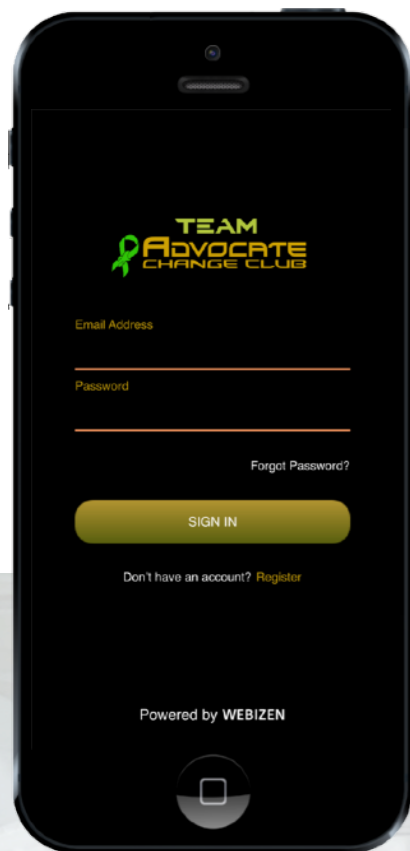 TEAM
ADVOCATE
CHANGE CLUB
Email Address
Password
Forgot Password?
SIGN IN
Don't have an account? Register
Powered by WEBIZEN